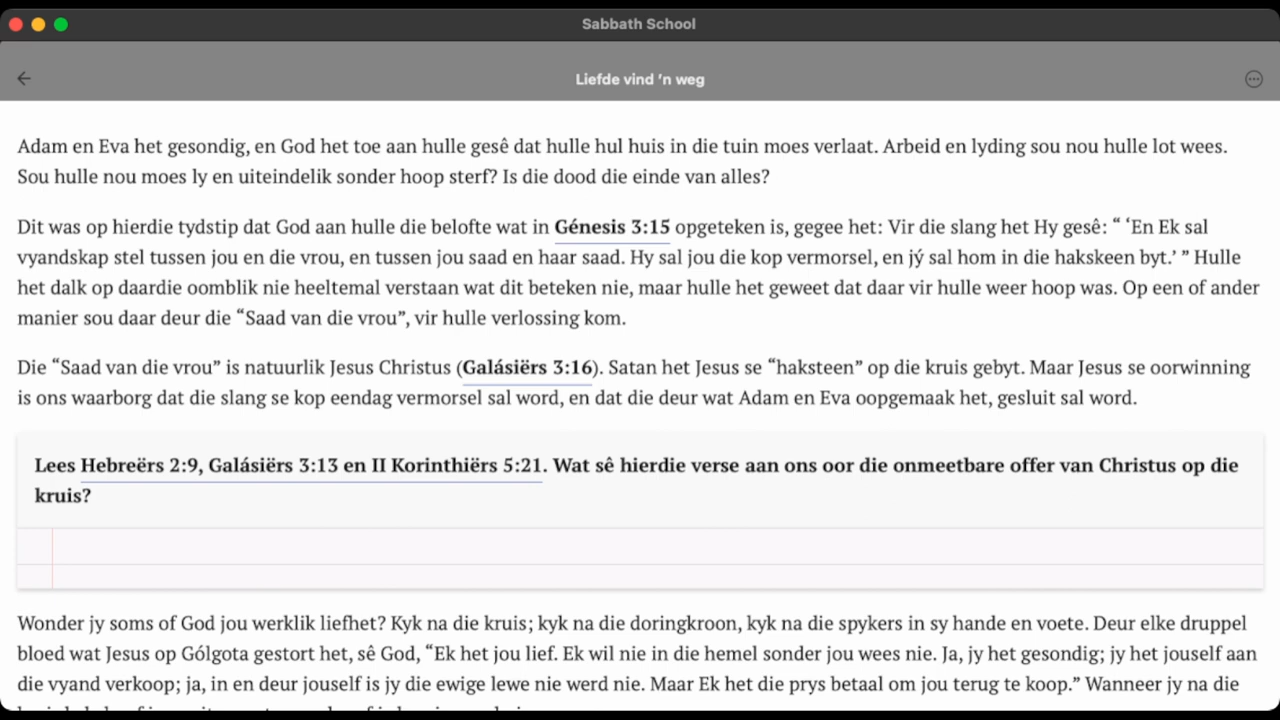 Sabbath School
Liefde vind ’n weg
Adam en Eva het gesondig, en God het toe aan hulle gesê dat hulle hul huis in die tuin moes verlaat. Arbeid en lyding sou nou hulle lot wees.
Sou hulle nou moes ly en uiteindelik sonder hoop sterf? Is die dood die einde van alles?
Dit was op hierdie tydstip dat God aan hulle die belofte wat in Génesis 3:15 opgeteken is, gegee het: Vir die slang het Hy gesê: “ ‘En Ek sal
vyandskap stel tussen jou en die vrou, en tussen jou saad en haar saad. Hy sal jou die kop vermorsel, en jý sal hom in die hakskeen byt.’ ” Hulle
het dalk op daardie oomblik nie heeltemal verstaan wat dit beteken nie, maar hulle het geweet dat daar vir hulle weer hoop was. Op een of ander
manier sou daar deur die “Saad van die vrou”, vir hulle verlossing kom.
Die “Saad van die vrou” is natuurlik Jesus Christus (Galásiërs 3:16). Satan het Jesus se “haksteen” op die kruis gebyt. Maar Jesus se oorwinning
is ons waarborg dat die slang se kop eendag vermorsel sal word, en dat die deur wat Adam en Eva oopgemaak het, gesluit sal word.
Lees Hebreërs 2:9, Galásiërs 3:13 en II Korinthiërs 5:21. Wat sê hierdie verse aan ons oor die onmeetbare offer van Christus op die
kruis?
Wonder jy soms of God jou werklik liefhet? Kyk na die kruis; kyk na die doringkroon, kyk na die spykers in sy hande en voete. Deur elke druppel
bloed wat Jesus op Gólgota gestort het, sê God, “Ek het jou lief. Ek wil nie in die hemel sonder jou wees nie. Ja, jy het gesondig; jy het jouself aan
die vyand verkoop; ja, in en deur jouself is jy die ewige lewe nie werd nie. Maar Ek het die prys betaal om jou terug te koop.” Wanneer jy na die